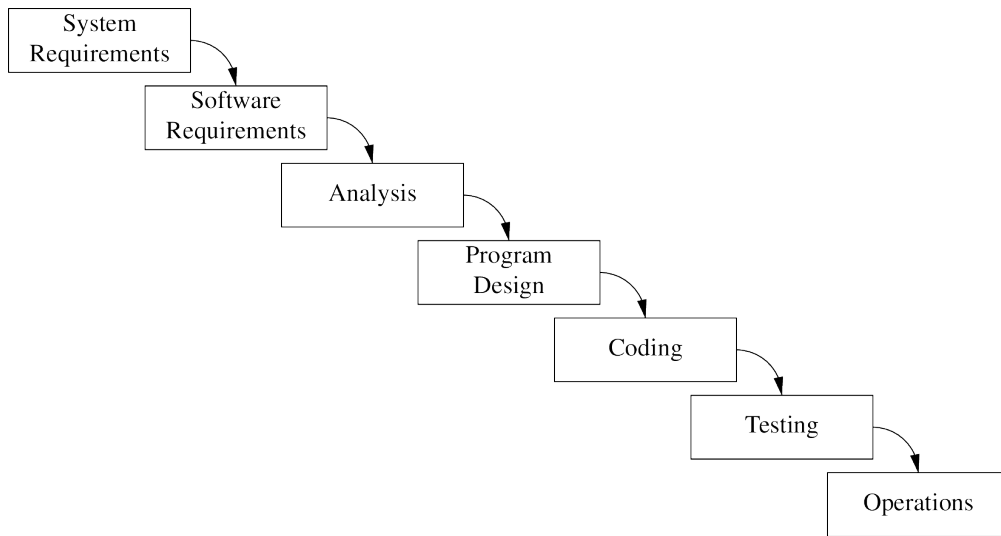 System
Requirements
Software
Requirements
Analysis
Program
Design
Coding
Testing
Operations